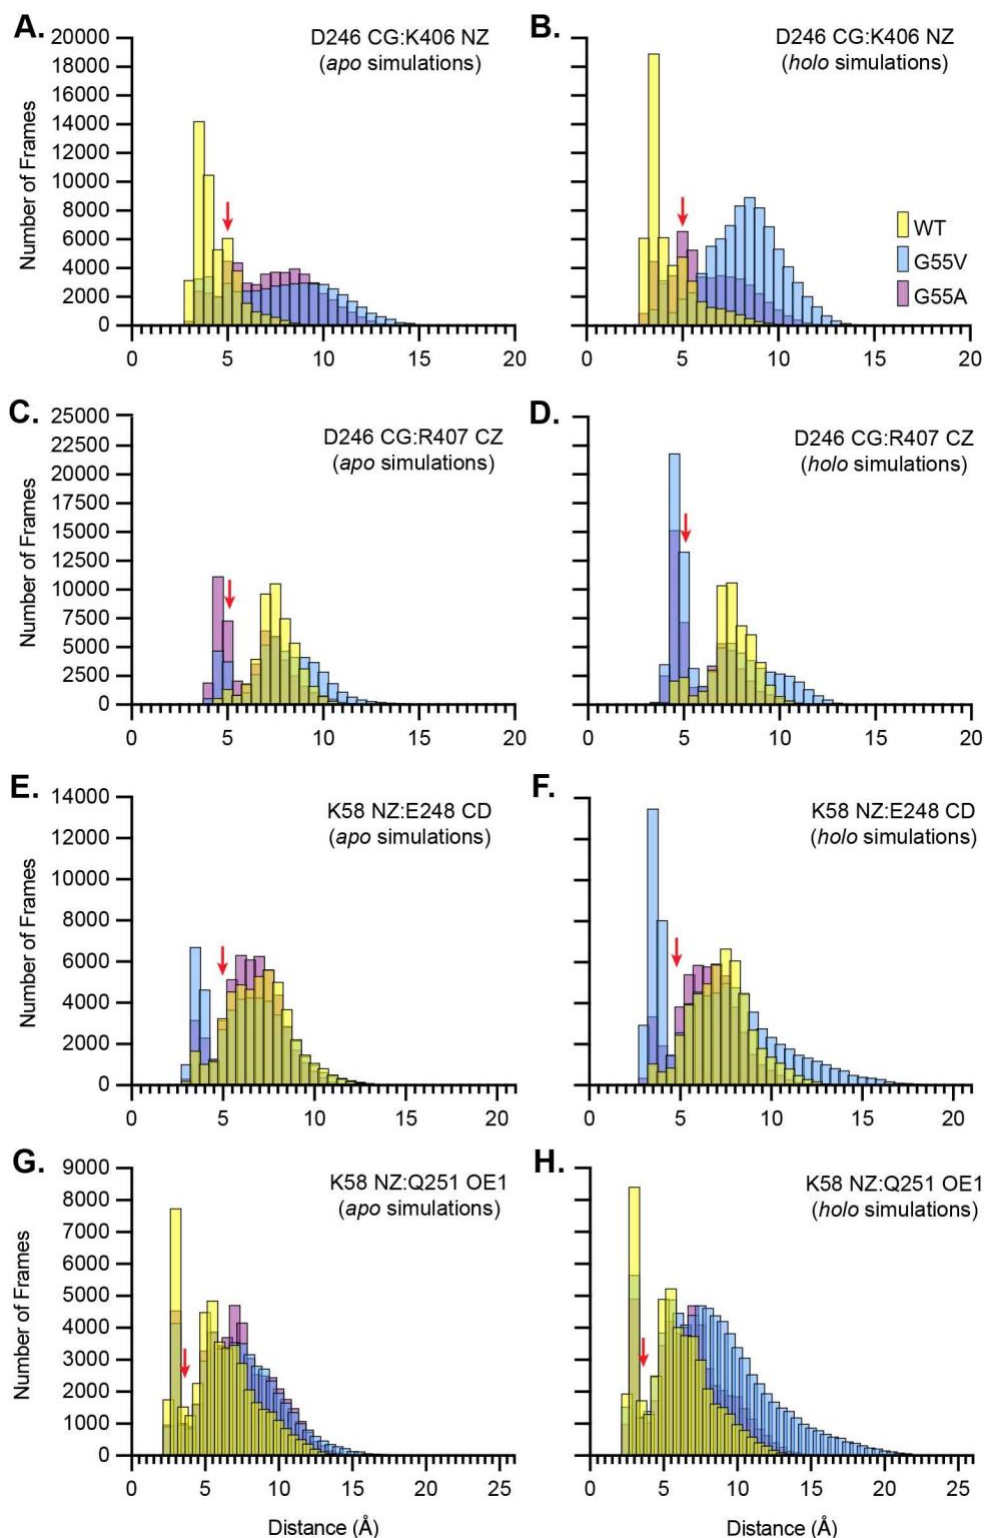 A.
D246 CG:K406 NZ
(apo simulations)
Number of Frames
20000
18000
16000
14000
12000
10000
8000
6000
4000
2000
0
0 5 10 15 20
B.
D246 CG:K406 NZ
(holo simulations)
WT
G55V
G55A
0 5 10 15 20
C.
D246 CG:R407 CZ
(apo simulations)
Number of Frames
25000
22500
20000
17500
15000
12500
10000
7500
5000
2500
0
0 5 10 15 20
D.
D246 CG:R407 CZ
(holo simulations)
0 5 10 15 20
E.
K58 NZ:E248 CD
(apo simulations)
Number of Frames
14000
12000
10000
8000
6000
4000
2000
0
0 5 10 15 20
F.
K58 NZ:E248 CD
(holo simulations)
0 5 10 15 20
G.
K58 NZ:Q251 OE1
(apo simulations)
Number of Frames
9000
8000
7000
6000
5000
4000
3000
2000
1000
0
0 5 10 15 20 25
Distance (Å)
H.
K58 NZ:Q251 OE1
(holo simulations)
0 5 10 15 20 25
Distance (Å)